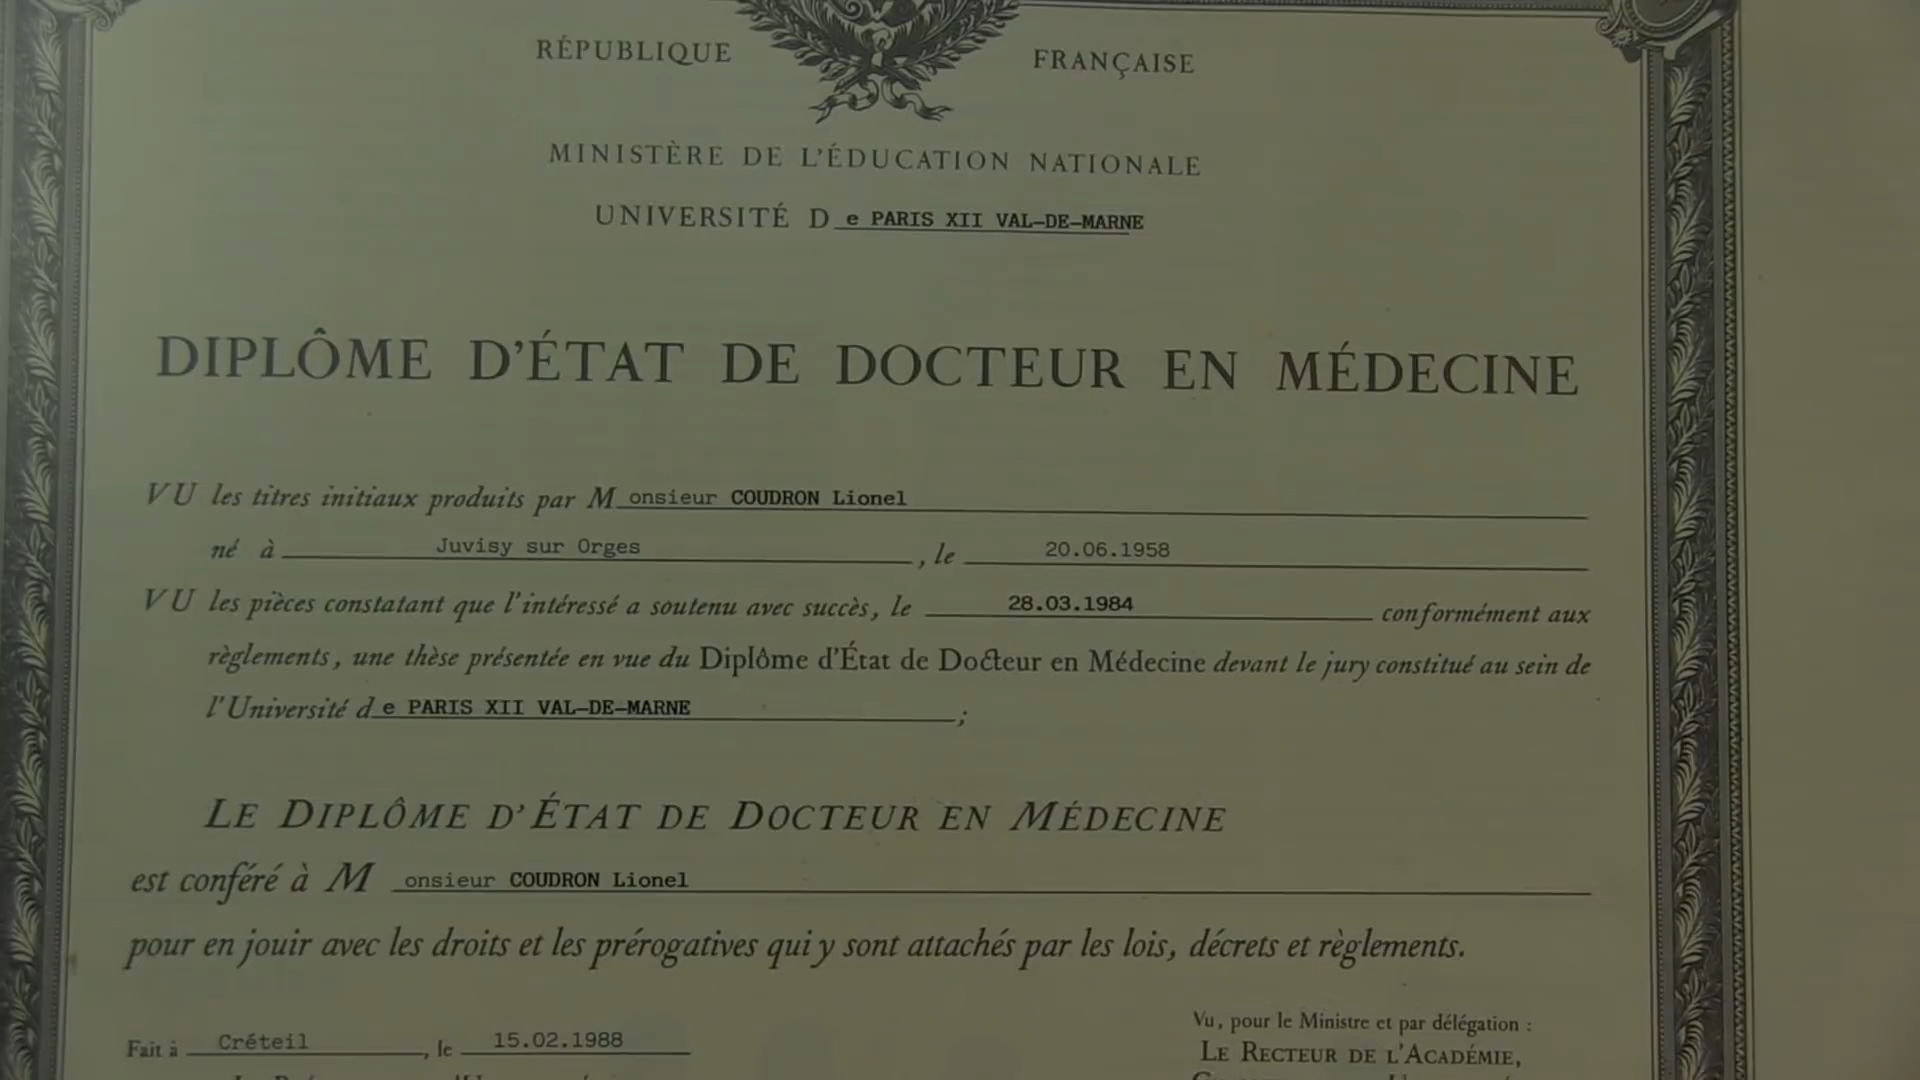 RÉPUBLIQUE FRANÇAISE
MINISTÈRE DE L'ÉDUCATION NATIONALE
UNIVERSITÉ De PARIS XII VAL-DE-MARNE
DIPLÔME D'ÉTAT DE DOCTEUR EN MÉDECINE
VU les titres initiaux produits par Monsieur COUDRON Lionel
né à Juvisy sur Orges, le 20.06.1958
VU les pièces constatant que l'intéressé a soutenu avec succès, le 28.03.1984 conformément aux
règlements, une thèse présentée en vue du Diplôme d'État de Docteur en Médecine devant le jury constitué au sein de
l'Université de PARIS XII VAL-DE-MARNE;
LE DIPLÔME D'ÉTAT DE DOCTEUR EN MÉDECINE
est conféré à Monsieur COUDRON Lionel
pour en jouir avec les droits et les prérogatives qui y sont attachés par les lois, décrets et règlements.
Fait à Créteil, le 15.02.1988
Vu, pour le Ministre et par délégation :
LE RECTEUR DE L'ACADÉMIE,